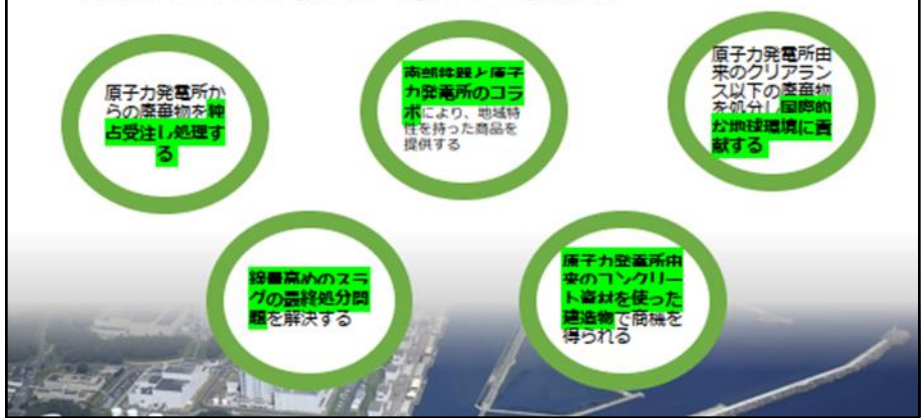 原子力発電所か
らの廃棄物を独
占受注し処理す
る
南部鉄器と原子
力発電所のコラ
ボにより、地域特
性を持った商品を
提供する
原子力発電所由
来のクリアラン
ス以下の廃棄物
を処分し国際的
な地球環境に貢
献する
線量高めのスラ
グの最終処分問
題を解決する
原子力発電所由
来のコンクリー
ト資材を使った
建造物で商機を
得られる